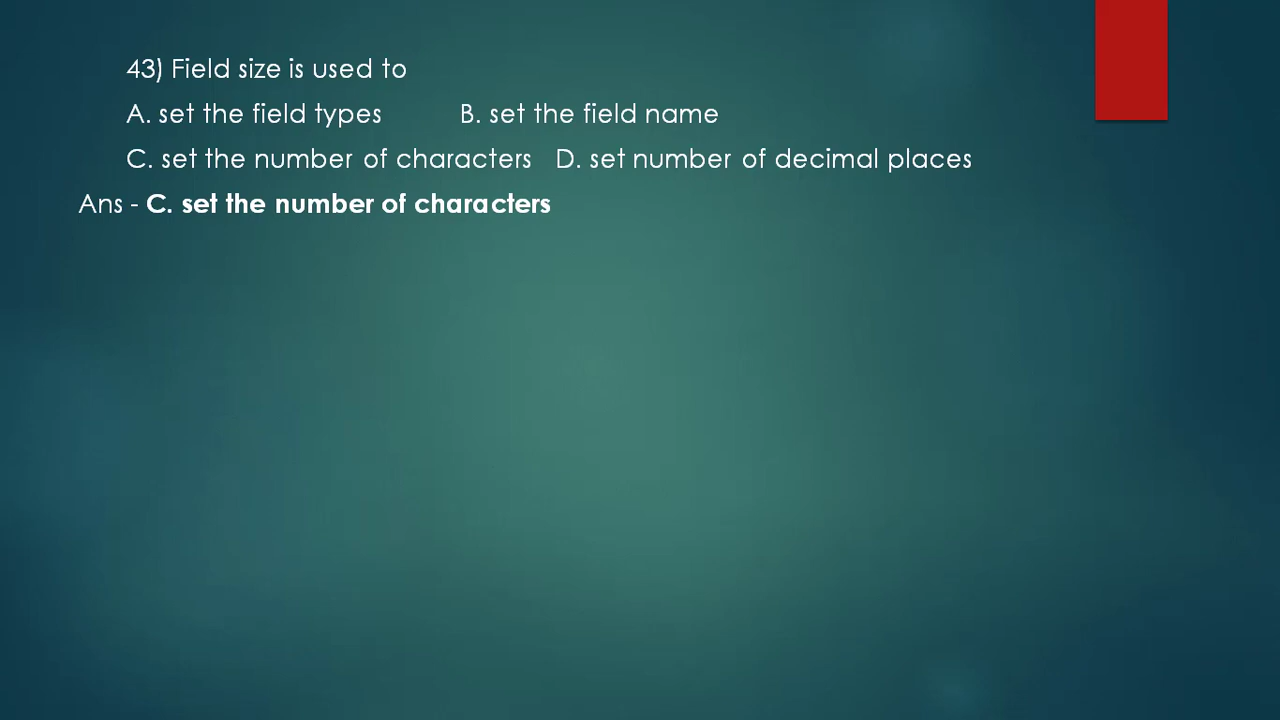 43) Field size is used to
A. set the field types B. set the field name
C. set the number of characters D. set number of decimal places
Ans - C. set the number of characters